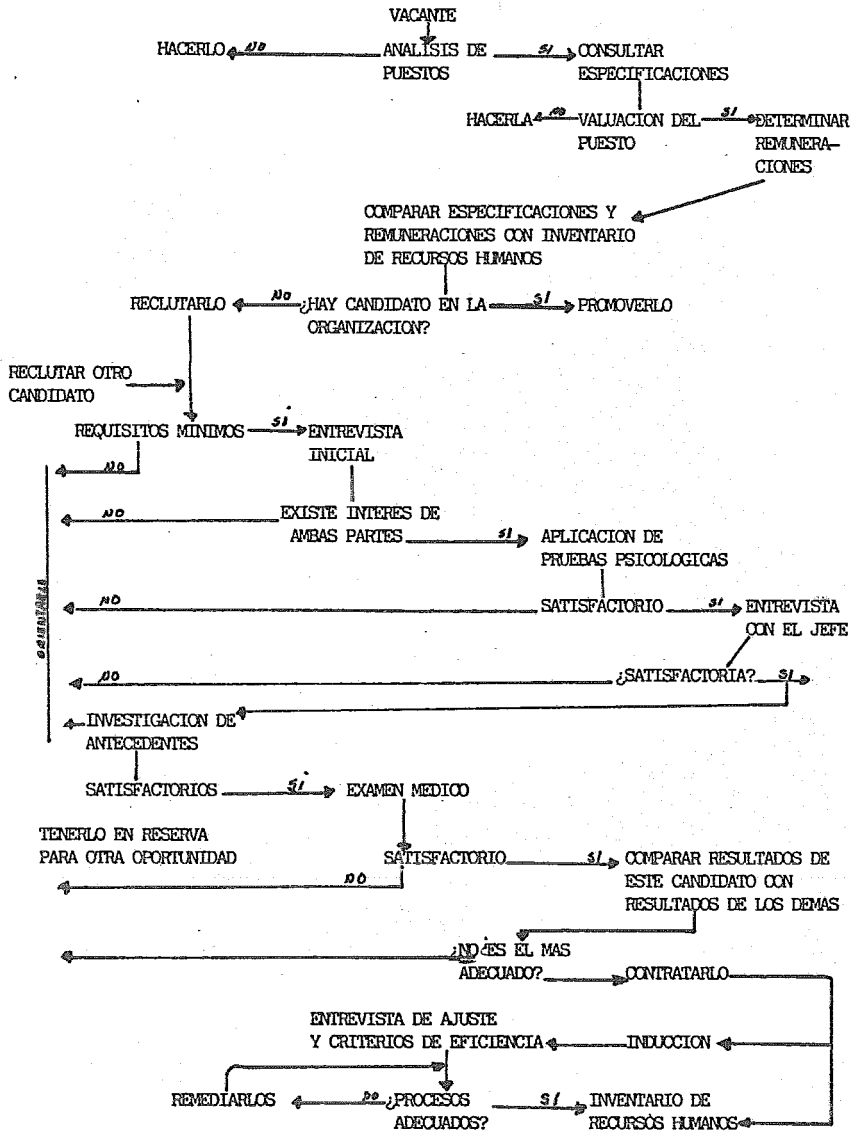 VACANTE
HACERLO NO ANALISIS DE SI CONSULTAR
PUESTOS ESPECIFICACIONES
HACERLA NO VALUACION DEL SI DETERMINAR
PUESTO REMUNERA-
CIONES
COMPARAR ESPECIFICACIONES Y
REMUNERACIONES CON INVENTARIO
DE RECURSOS HUMANOS
RECLUTARLO NO ¿HAY CANDIDATO EN LA SI PROMOVERLO
ORGANIZACION?
RECLUTAR OTRO
CANDIDATO
REQUISITOS MINIMOS SI ENTREVISTA
INICIAL
NO
NO EXISTE INTERES DE
AMBAS PARTES SI APLICACION DE
PRUEBAS PSICOLOGICAS
NO SATISFACTORIO SI ENTREVISTA
CON EL JEFE
NO ¿SATISFACTORIA? SI
INVESTIGACION DE
ANTECEDENTES
SATISFACTORIOS SI EXAMEN MEDICO
TENERLO EN RESERVA
PARA OTRA OPORTUNIDAD SATISFACTORIO SI COMPARAR RESULTADOS DE
NO ESTE CANDIDATO CON
RESULTADOS DE LOS DEMAS
¿NO ¿ES EL MAS
ADECUADO? CONTRATARLO
ENTREVISTA DE AJUSTE
Y CRITERIOS DE EFICIENCIA INDUCCION
REMEDIARLOS NO ¿PROCESOS SI INVENTARIO DE
ADECUADOS? RECURSOS HUMANOS